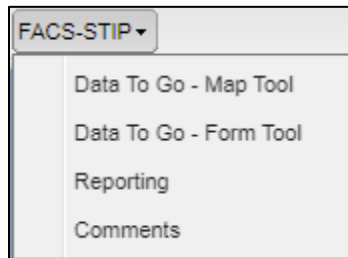 FACS-STIP
Data To Go - Map Tool
Data To Go - Form Tool
Reporting
Comments